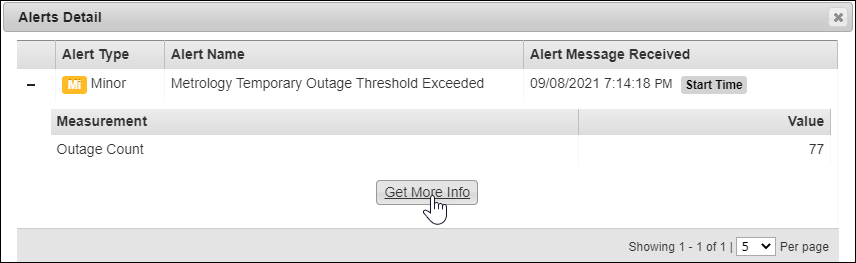 Alerts Detail
Alert Type Alert Name Alert Message Received
Mi Minor Metrology Temporary Outage Threshold Exceeded 09/08/2021 7:14:18 PM Start Time
Measurement Value
Outage Count 77
Get More Info
Showing 1 - 1 of 1 | 5 Per page